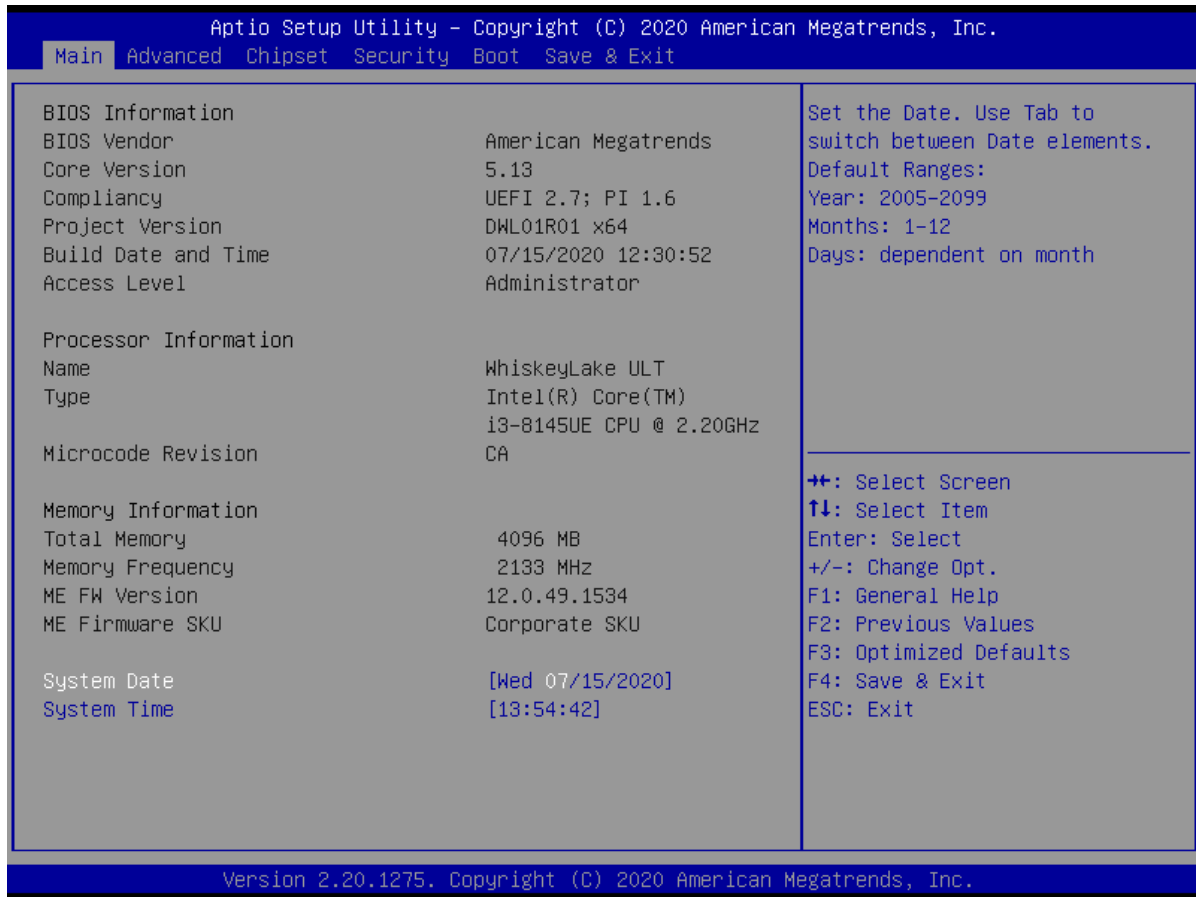 Aptio Setup Utility – Copyright (C) 2020 American Megatrends, Inc.
Main Advanced Chipset Security Boot Save & Exit
BIOS Information
BIOS Vendor American Megatrends
Core Version 5.13
Compliancy UEFI 2.7; PI 1.6
Project Version DWL01R01 x64
Build Date and Time 07/15/2020 12:30:52
Access Level Administrator
Processor Information
Name WhiskeyLake ULT
Type Intel(R) Core(TM)
i3-8145UE CPU @ 2.20GHz
Microcode Revision CA
Memory Information
Total Memory 4096 MB
Memory Frequency 2133 MHz
ME FW Version 12.0.49.1534
ME Firmware SKU Corporate SKU
System Date [Wed 07/15/2020]
System Time [13:54:42]
Set the Date. Use Tab to
switch between Date elements.
Default Ranges:
Year: 2005-2099
Months: 1-12
Days: dependent on month
→←: Select Screen
↑↓: Select Item
Enter: Select
+/-: Change Opt.
F1: General Help
F2: Previous Values
F3: Optimized Defaults
F4: Save & Exit
ESC: Exit
Version 2.20.1275. Copyright (C) 2020 American Megatrends, Inc.